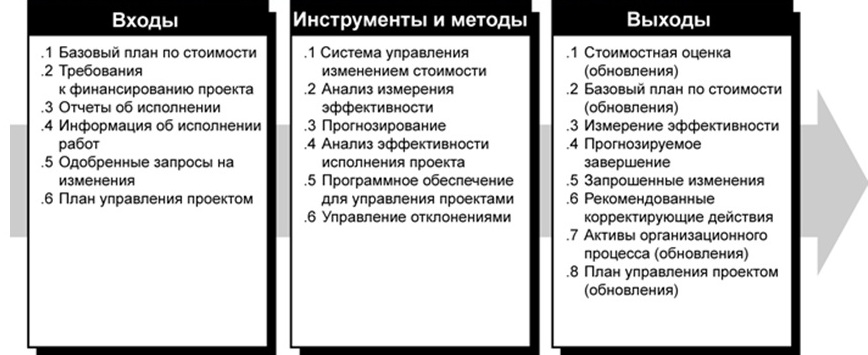 Входы
.1 Базовый план по стоимости
.2 Требования
к финансированию проекта
.3 Отчеты об исполнении
.4 Информация об исполнении
работ
.5 Одобренные запросы на
изменения
.6 План управления проектом
Инструменты и методы
.1 Система управления
изменением стоимости
.2 Анализ измерения
эффективности
.3 Прогнозирование
.4 Анализ эффективности
исполнения проекта
.5 Программное обеспечение
для управления проектами
.6 Управление отклонениями
Выходы
.1 Стоимостная оценка
(обновления)
.2 Базовый план по стоимости
(обновления)
.3 Измерение эффективности
.4 Прогнозируемое
завершение
.5 Запрошенные изменения
.6 Рекомендованные
корректирующие действия
.7 Активы организационного
процесса (обновления)
.8 План управления проектом
(обновления)